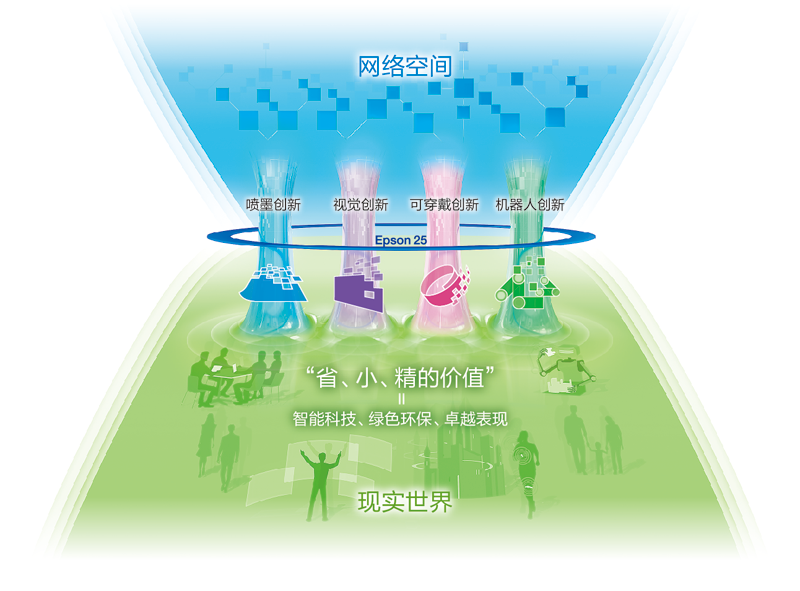 网络空间
喷墨创新 视觉创新 可穿戴创新 机器人创新
Epson 25
“省、小、精的价值”
=
智能科技、绿色环保、卓越表现
现实世界